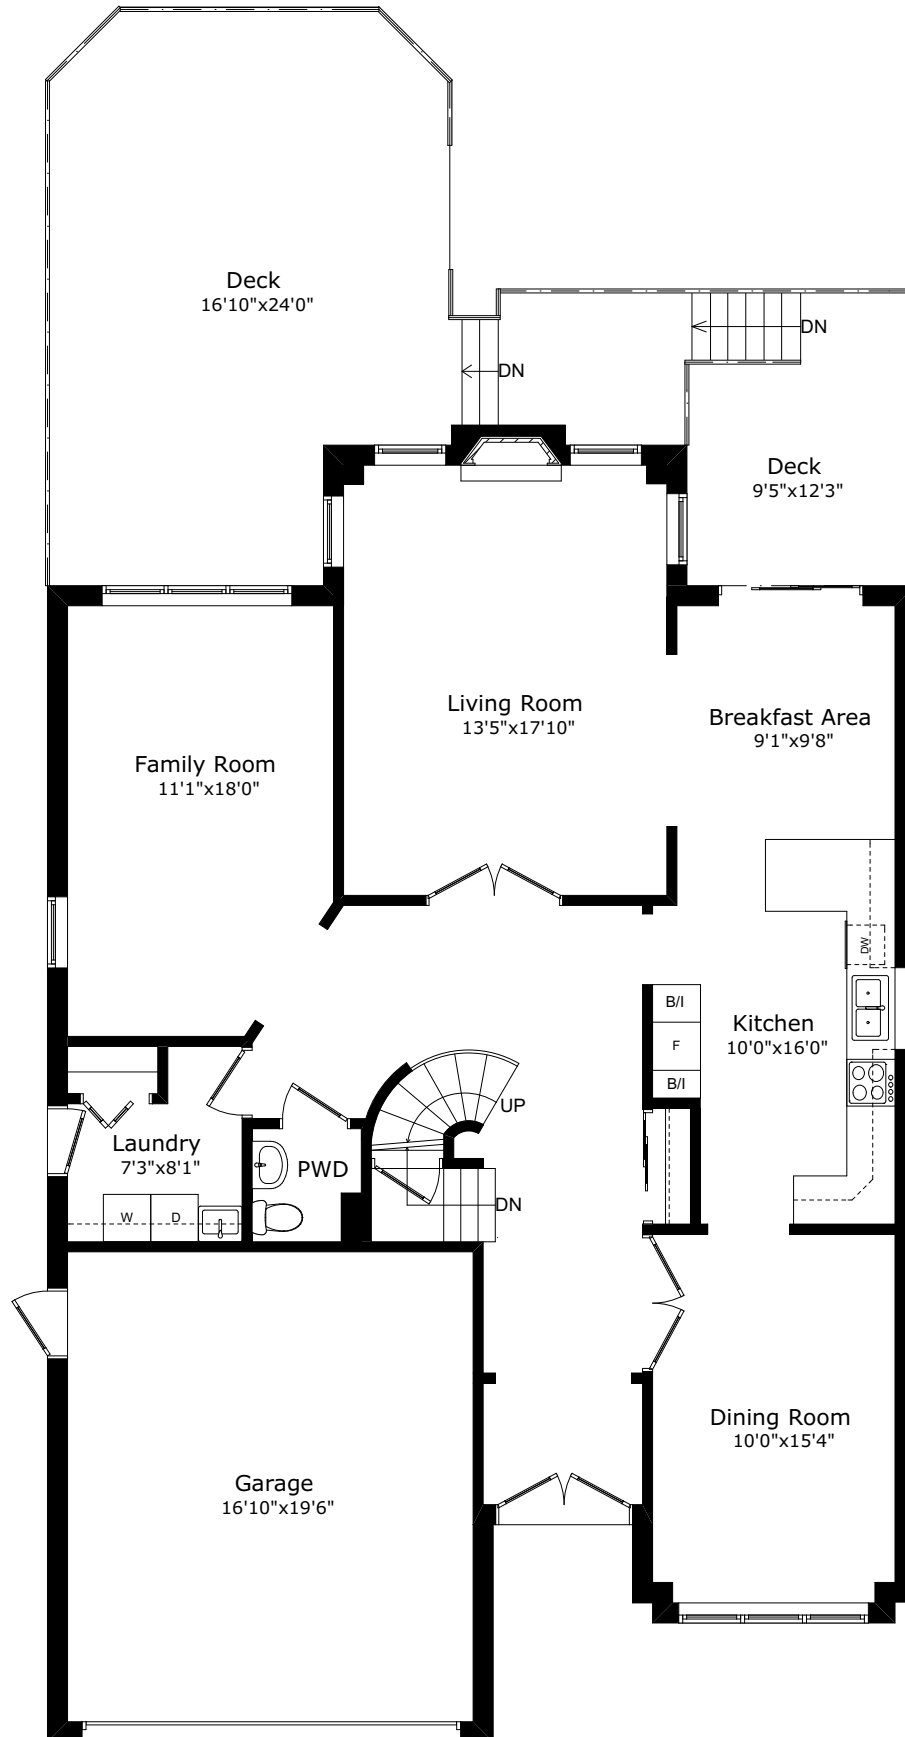 Deck
16'10"x24'0"
DN
DN
Deck
9'5"x12'3"
Living Room
13'5"x17'10"
Breakfast Area
9'1"x9'8"
Family Room
11'1"x18'0"
DW
B/I
F
B/I
Kitchen
10'0"x16'0"
UP
Laundry
7'3"x8'1"
PWD
W
D
DN
Dining Room
10'0"x15'4"
Garage
16'10"x19'6"